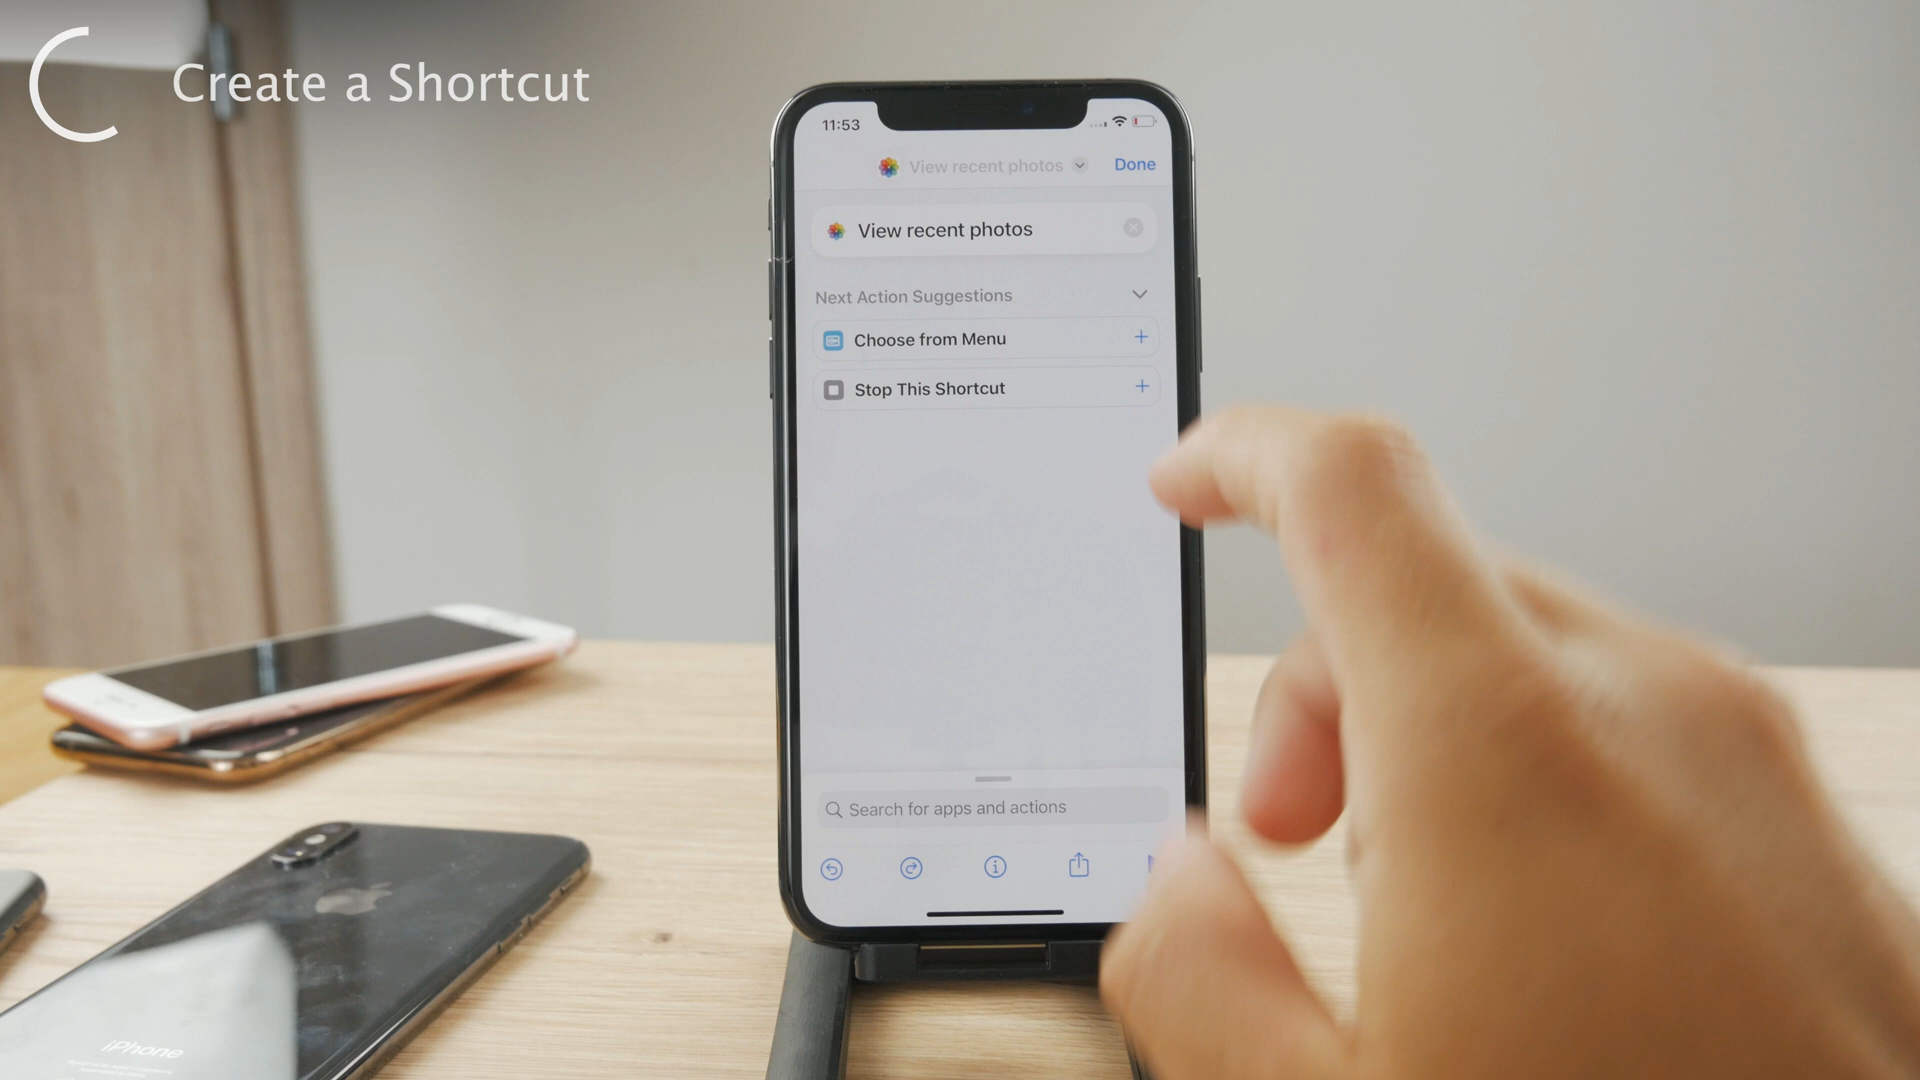 Create a Shortcut
11:53
View recent photos
Done
View recent photos
Next Action Suggestions
Choose from Menu
Stop This Shortcut
Search for apps and actions
iPhone